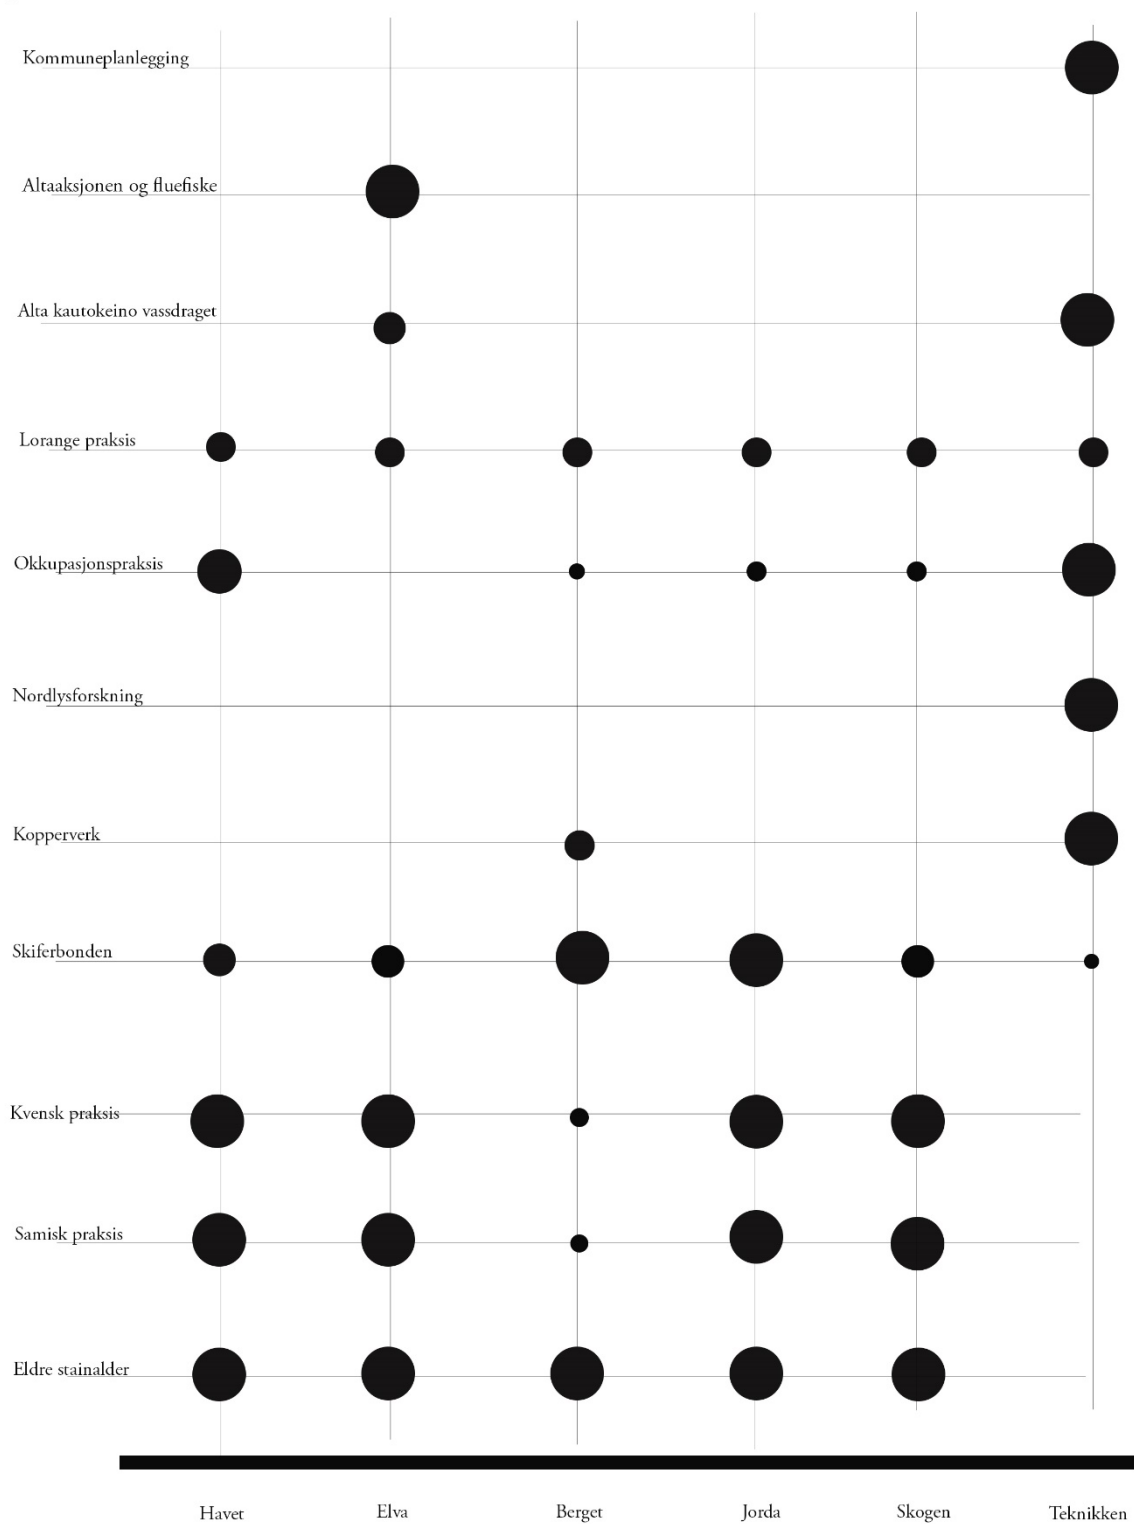 Kommuneplanlegging
Altaaksjonen og fluefiske
Alta kautokeino vassdraget
Lorange praksis
Okkupasjonspraksis
Nordlysforskning
Kopperverk
Skiferbonden
Kvensk praksis
Samisk praksis
Eldre stainalder
Havet Elva Berget Jorda Skogen Teknikken